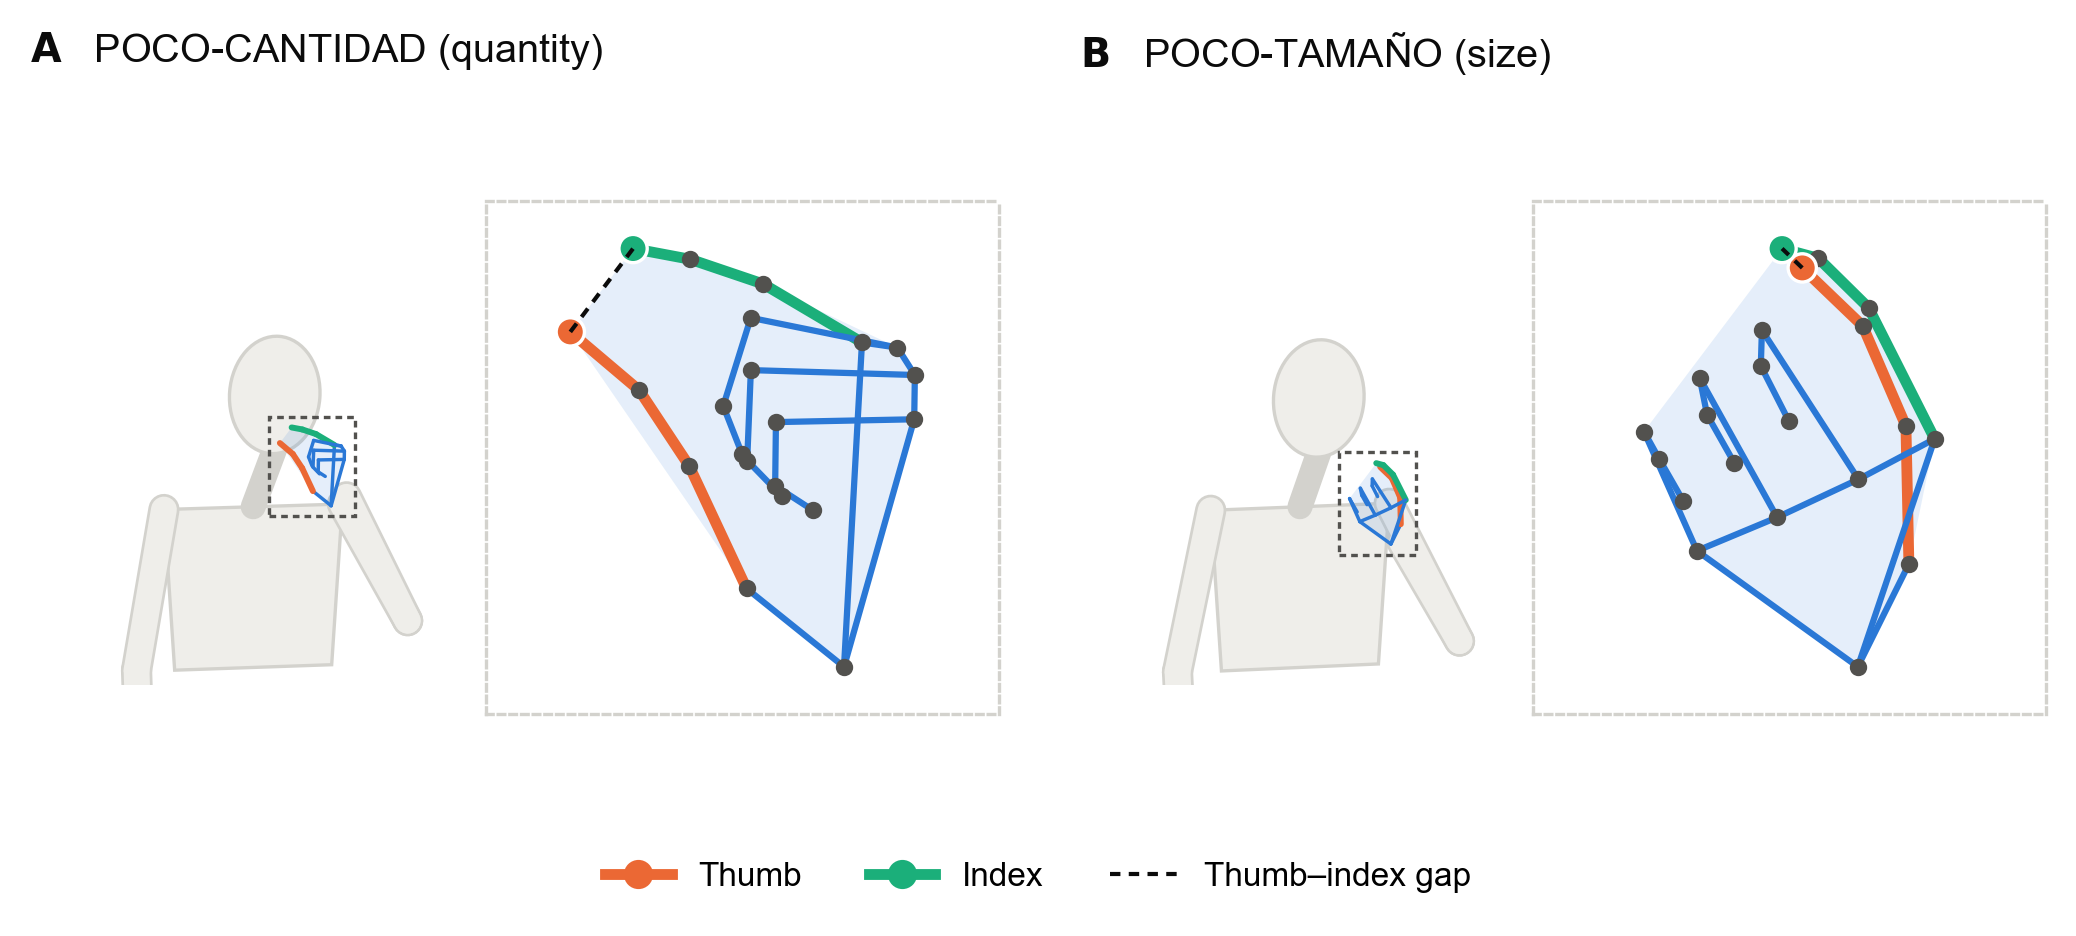 A POCO-CANTIDAD (quantity)
B POCO-TAMAÑO (size)
Thumb
Index
Thumb–index gap